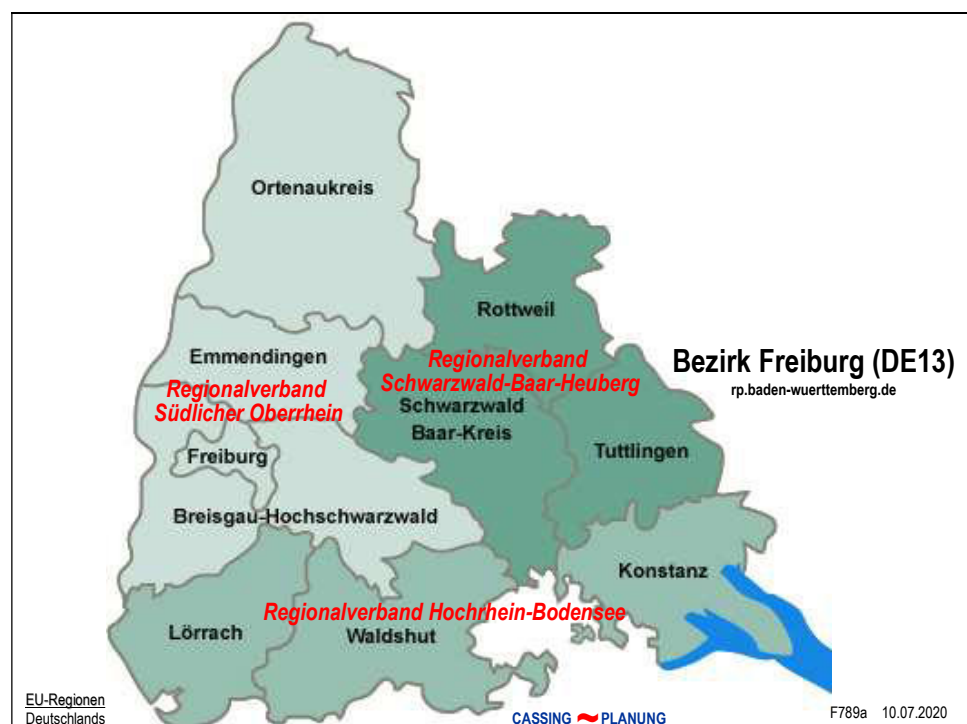 Ortenaukreis
Rottweil
Emmendingen
Regionalverband
Schwarzwald-Baar-Heuberg
Bezirk Freiburg (DE13)
rp.baden-wuerttemberg.de
Regionalverband
Südlicher Oberrhein
Schwarzwald
Baar-Kreis
Freiburg
Tuttlingen
Breisgau-Hochschwarzwald
Konstanz
Regionalverband Hochrhein-Bodensee
Lörrach
Waldshut
EU-Regionen
Deutschlands
CASSING PLANUNG
F789a 10.07.2020